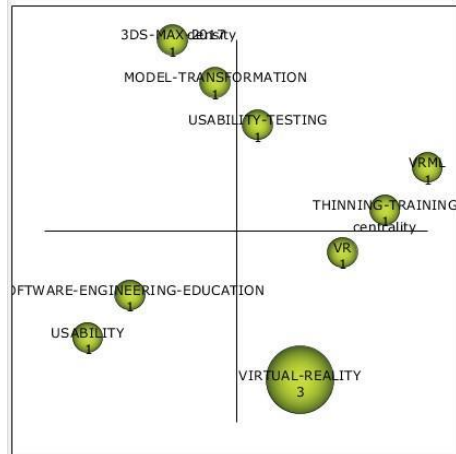 3DS-MAX-2017
density
1
MODEL-TRANSFORMATION
1
USABILITY-TESTING
1
VRML
1
THINNING-TRAINING
1
centrality
VR
1
OFTWARE-ENGINEERING-EDUCATION
1
USABILITY
1
VIRTUAL-REALITY
3